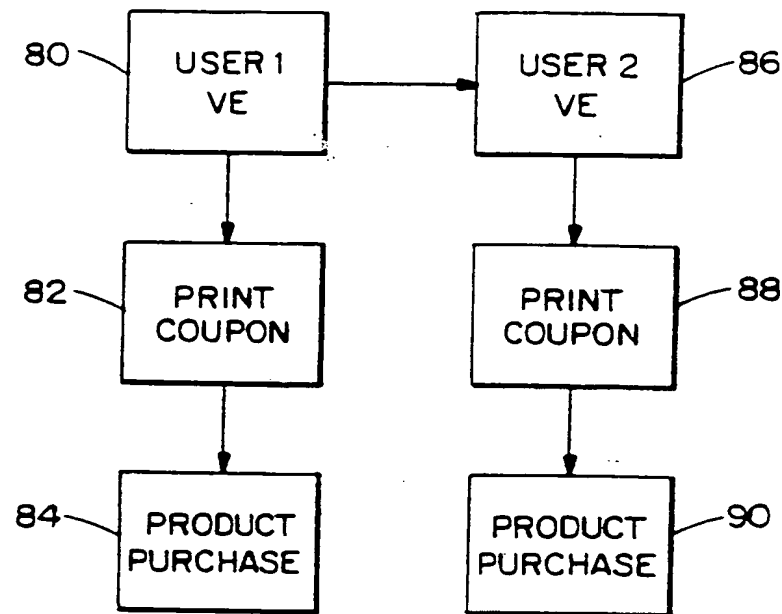 80
USER 1
VE
USER 2
VE
86
82
PRINT
COUPON
PRINT
COUPON
88
84
PRODUCT
PURCHASE
PRODUCT
PURCHASE
90